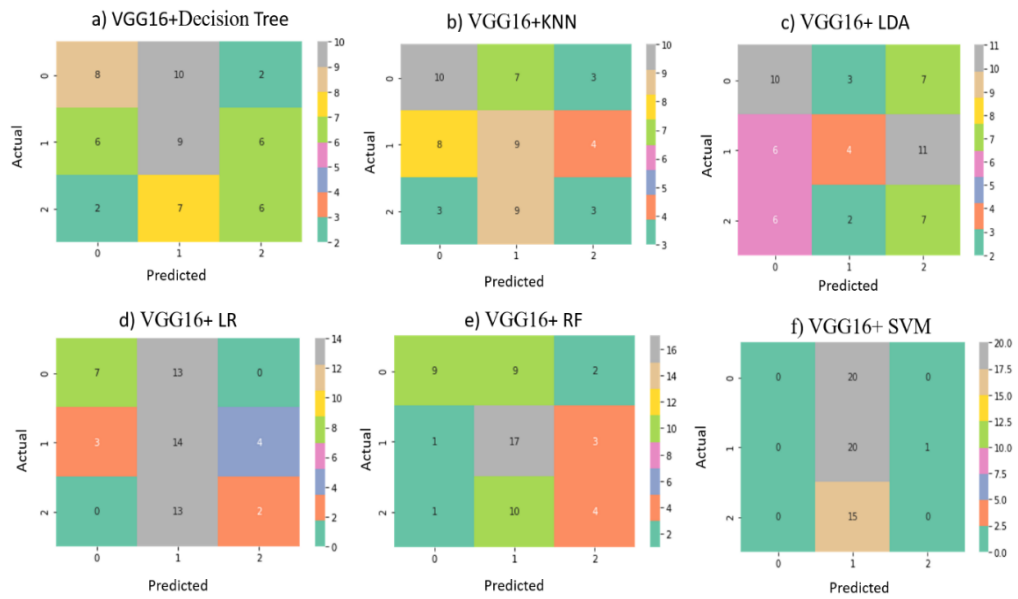 a) VGG16+Decision Tree
Actual
0
1
2
8 10 2
6 9 6
2 7 6
0 1 2
Predicted
10
9
8
7
6
5
4
3
2
b) VGG16+KNN
Actual
0
1
2
10 7 3
8 9 4
3 9 3
0 1 2
Predicted
10
9
8
7
6
5
4
3
c) VGG16+ LDA
Actual
0
1
2
10 3 7
6 4 11
6 2 7
0 1 2
Predicted
11
10
9
8
7
6
5
4
3
2
d) VGG16+ LR
Actual
0
1
2
7 13 0
3 14 4
0 13 2
0 1 2
Predicted
14
12
10
8
6
4
2
0
e) VGG16+ RF
Actual
0
1
2
9 9 2
1 17 3
1 10 4
0 1 2
Predicted
16
14
12
10
8
6
4
2
f) VGG16+ SVM
Actual
0
1
2
0 20 0
0 20 1
0 15 0
0 1 2
Predicted
20.0
17.5
15.0
12.5
10.0
7.5
5.0
2.5
0.0